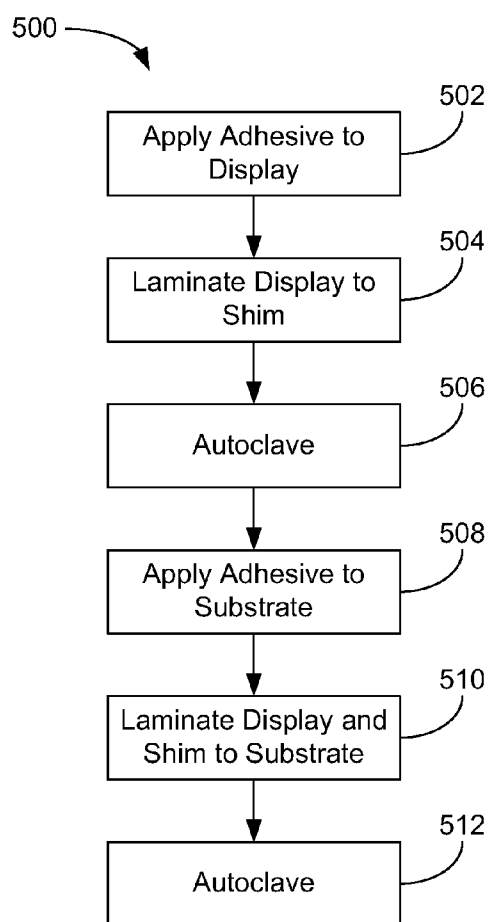 500
502
Apply Adhesive to
Display
504
Laminate Display to
Shim
506
Autoclave
508
Apply Adhesive to
Substrate
510
Laminate Display and
Shim to Substrate
512
Autoclave